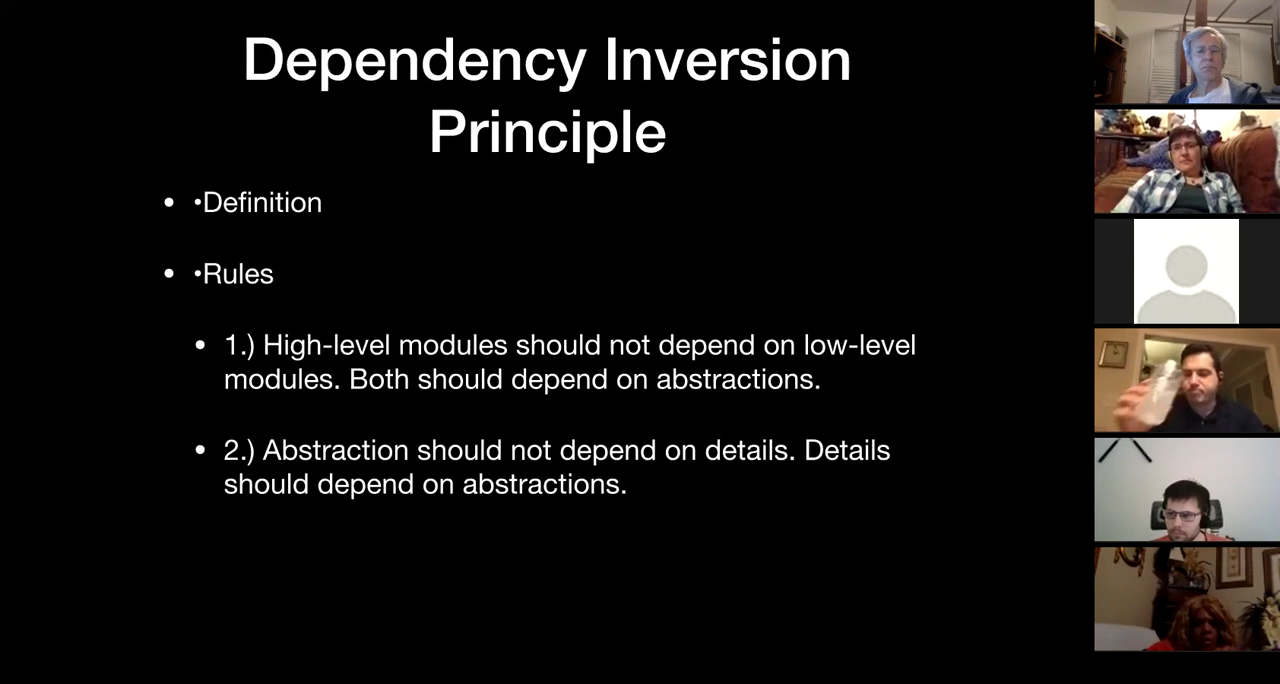 Dependency Inversion
Principle
• •Definition
• •Rules
• 1.) High-level modules should not depend on low-level
modules. Both should depend on abstractions.
• 2.) Abstraction should not depend on details. Details
should depend on abstractions.